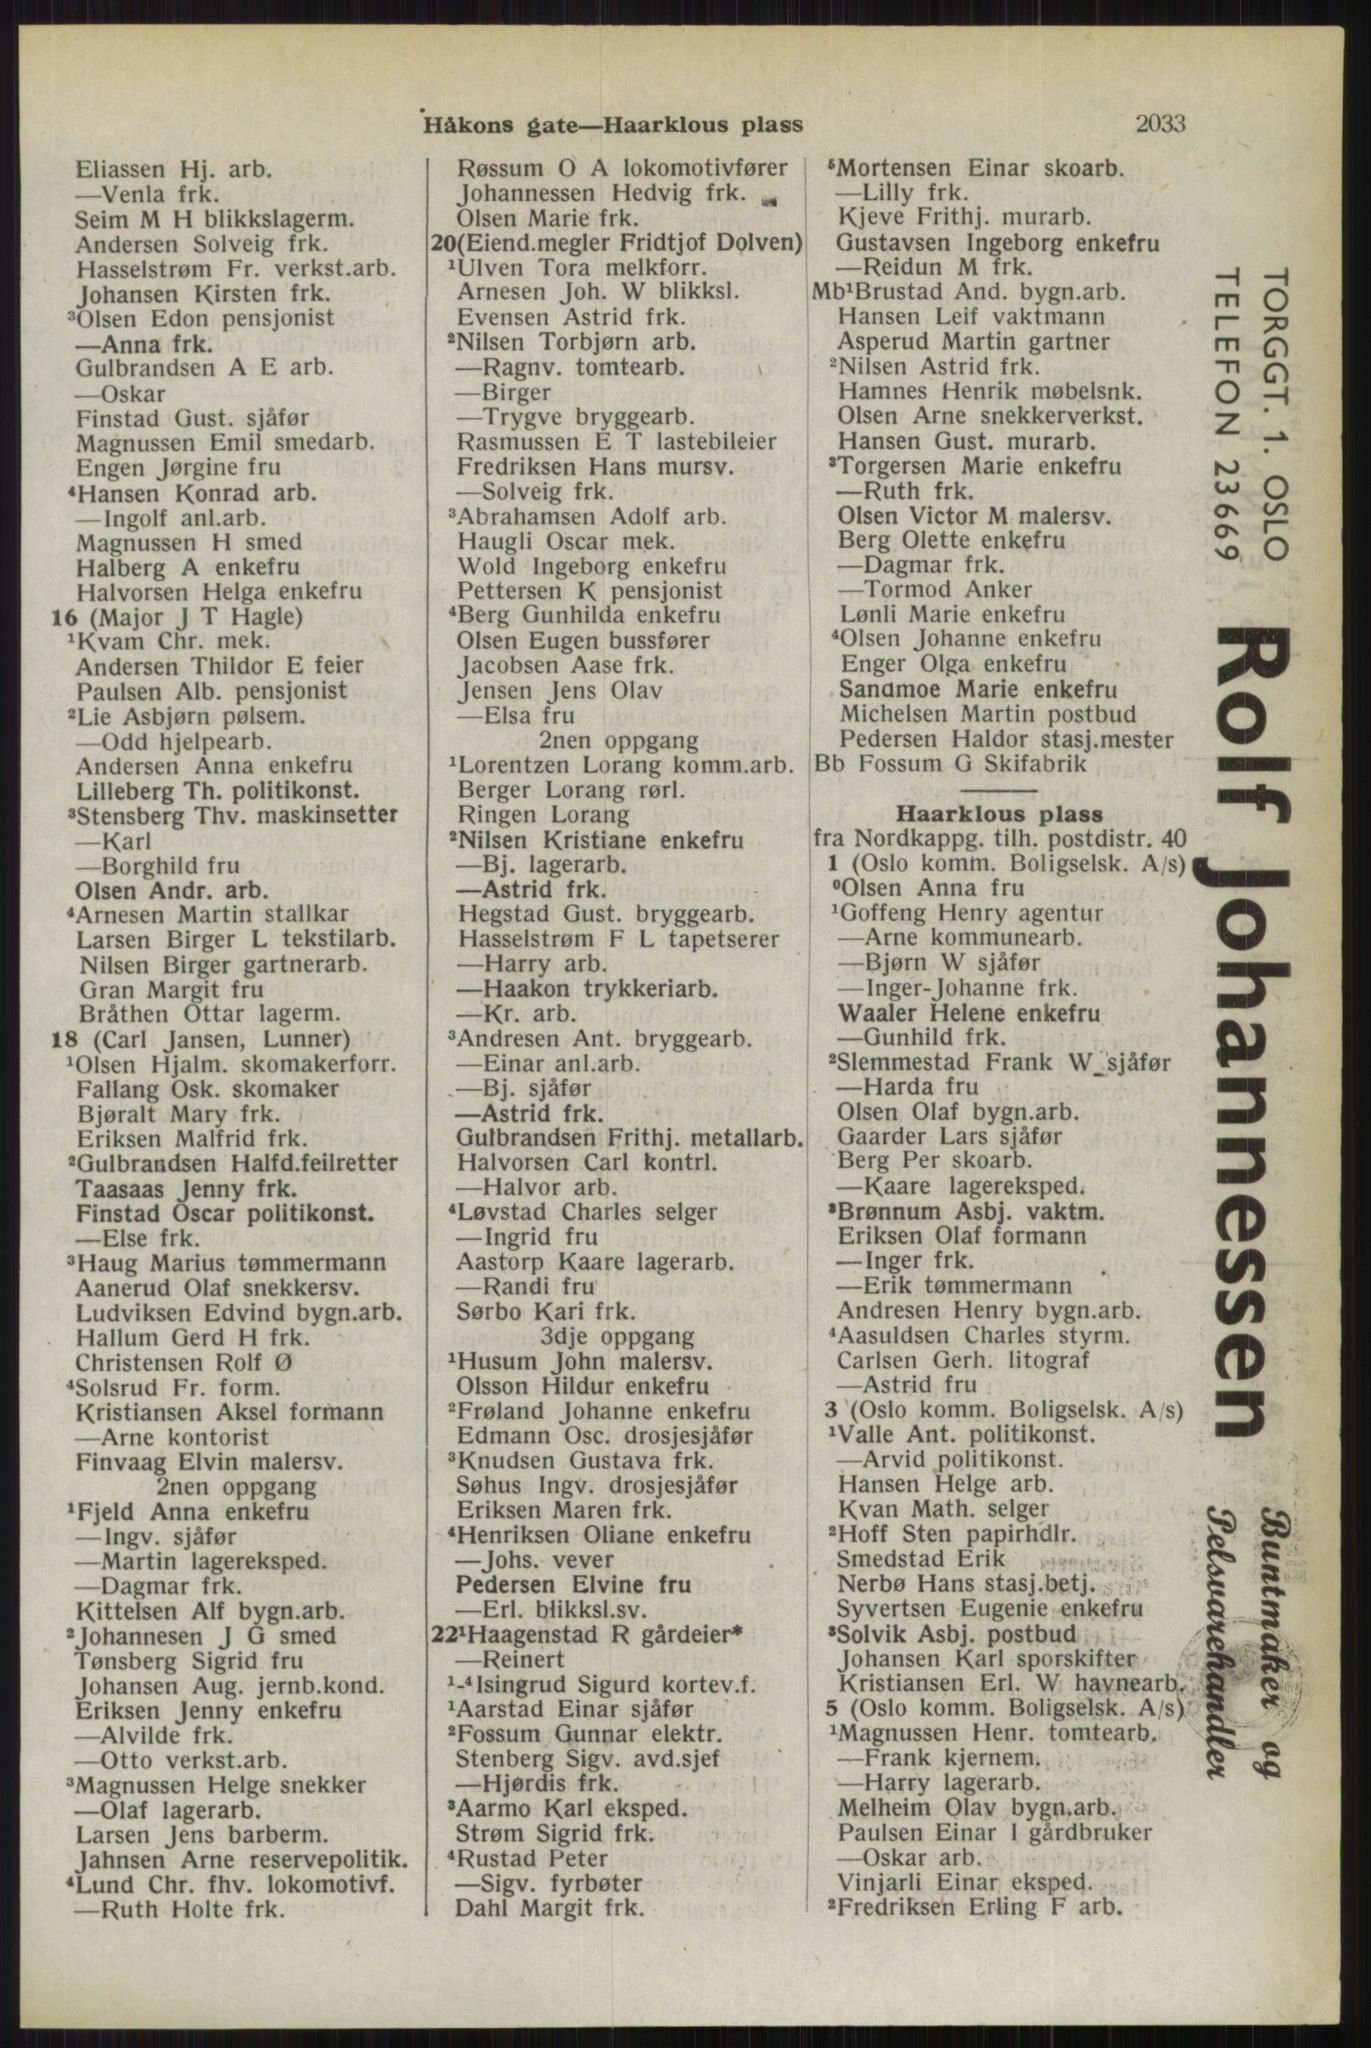 Håkons gate—Haarklous plass
2033
Eliassen Hj. arb.
—Venla frk.
Seim M H blikkslagerm.
Andersen Solveig frk.
Hasselstrøm Fr. verkst.arb.
Johansen Kirsten frk.
³Olsen Edon pensjonist
—Anna frk.
Gulbrandsen A E arb.
—Oskar
Finstad Gust. sjåfør
Magnussen Emil smedarb.
Engen Jørgine fru
⁴Hansen Konrad arb.
—Ingolf anl.arb.
Magnussen H smed
Halberg A enkefru
Halvorsen Helga enkefru
16 (Major J T Hagle)
¹Kvam Chr. mek.
Andersen Thildor E feier
Paulsen Alb. pensjonist
²Lie Asbjørn pølsem.
—Odd hjelpearb.
Andersen Anna enkefru
Lilleberg Th. politikonst.
³Stensberg Thv. maskinsetter
—Karl
—Borghild fru
Olsen Andr. arb.
⁴Arnesen Martin stallkar
Larsen Birger L tekstilarb.
Nilsen Birger gartnerarb.
Gran Margit fru
Bråthen Ottar lagerm.
18 (Carl Jansen, Lunner)
¹Olsen Hjalm. skomakerforr.
Fallang Osk. skomaker
Bjøralt Mary frk.
Eriksen Malfrid frk.
²Gulbrandsen Halfd.feilretter
Taasaas Jenny frk.
Finstad Oscar politikonst.
—Else frk.
³Haug Marius tømmermann
Aanerud Olaf snekkersv.
Ludviksen Edvind bygn.arb.
Hallum Gerd H frk.
Christensen Rolf Ø
⁴Solsrud Fr. form.
Kristiansen Aksel formann
—Arne kontorist
Finvaag Elvin malersv.
2nen oppgang
¹Fjeld Anna enkefru
—Ingv. sjåfør
—Martin lagereksped.
—Dagmar frk.
Kittelsen Alf bygn.arb.
²Johannesen J G smed
Tønsberg Sigrid fru
Johansen Aug. jernb.kond.
Eriksen Jenny enkefru
—Alvilde frk.
—Otto verkst.arb.
³Magnussen Helge snekker
—Olaf lagerarb.
Larsen Jens barberm.
Jahnsen Arne reservepolitik.
⁴Lund Chr. fhv. lokomotivf.
—Ruth Holte frk.
Røssum O A lokomotivfører
Johannessen Hedvig frk.
Olsen Marie frk.
20(Eiend.megler Fridtjof Dolven)
¹Ulven Tora melkforr.
Arnesen Joh. W blikksl.
Evensen Astrid frk.
²Nilsen Torbjørn arb.
—Ragnv. tomtearb.
—Birger
—Trygve bryggearb.
Rasmussen E T lastebileier
Fredriksen Hans mursv.
—Solveig frk.
³Abrahamsen Adolf arb.
Haugli Oscar mek.
Wold Ingeborg enkefru
Pettersen K pensjonist
⁴Berg Gunhilda enkefru
Olsen Eugen bussfører
Jacobsen Aase frk.
Jensen Jens Olav
—Elsa fru
2nen oppgang
¹Lorentzen Lorang komm.arb.
Berger Lorang rørl.
Ringen Lorang
²Nilsen Kristiane enkefru
—Bj. lagerarb.
—Astrid frk.
Hegstad Gust. bryggearb.
Hasselstrøm F L tapetserer
—Harry arb.
—Haakon trykkeriarb.
—Kr. arb.
³Andresen Ant. bryggearb.
—Einar anl.arb.
—Bj. sjåfør
—Astrid frk.
Gulbrandsen Frithj. metallarb.
Halvorsen Carl kontrl.
—Halvor arb.
⁴Løvstad Charles selger
—Ingrid fru
Aastorp Kaare lagerarb.
—Randi fru
Sørbo Kari frk.
3dje oppgang
¹Husum John malersv.
Olsson Hildur enkefru
²Frøland Johanne enkefru
Edmann Osc. drosjesjåfør
³Knudsen Gustava frk.
Søhus Ingv. drosjesjåfør
Eriksen Maren frk.
⁴Henriksen Oliane enkefru
—Johs. vever
Pedersen Elvine fru
—Erl. blikksl.sv.
22¹Haagenstad R gårdeier*
—Reinert
¹-⁴Isingrud Sigurd kortev.f.
¹Aarstad Einar sjåfør
²Fossum Gunnar elektr.
Stenberg Sigv. avd.sjef
—Hjørdis frk.
³Aarmo Karl eksped.
Strøm Sigrid frk.
⁴Rustad Peter
—Sigv. fyrbøter
Dahl Margit frk.
⁵Mortensen Einar skoarb.
—Lilly frk.
Kjeve Frithj. murarb.
Gustavsen Ingeborg enkefru
—Reidun M frk.
Mb¹Brustad And. bygn.arb.
Hansen Leif vaktmann
Asperud Martin gartner
²Nilsen Astrid frk.
Hamnes Henrik møbelsnk.
Olsen Arne snekkerverkst.
Hansen Gust. murarb.
³Torgersen Marie enkefru
—Ruth frk.
Olsen Victor M malersv.
Berg Olette enkefru
—Dagmar frk.
—Tormod Anker
Lønli Marie enkefru
⁴Olsen Johanne enkefru
Enger Olga enkefru
Sandmoe Marie enkefru
Michelsen Martin postbud
Pedersen Haldor stasj.mester
Bb Fossum G Skifabrik
Haarklous plass
fra Nordkappg. tilh. postdistr. 40
1 (Oslo komm. Boligselsk. A/s)
⁰Olsen Anna fru
¹Goffeng Henry agentur
—Arne kommunearb.
—Bjørn W sjåfør
—Inger-Johanne frk.
Waaler Helene enkefru
—Gunhild frk.
²Slemmestad Frank W sjåfør
—Harda fru
Olsen Olaf bygn.arb.
Gaarder Lars sjåfør
Berg Per skoarb.
—Kaare lagereksped.
³Brønnum Asbj. vaktm.
Eriksen Olaf formann
—Inger frk.
—Erik tømmermann
Andresen Henry bygn.arb.
⁴Aasuldsen Charles styrm.
Carlsen Gerh. litograf
—Astrid fru
3 (Oslo komm. Boligselsk. A/s)
¹Valle Ant. politikonst.
—Arvid politikonst.
Hansen Helge arb.
Kvan Math. selger
²Hoff Sten papirhdlr.
Smedstad Erik
Nerbø Hans stasj.betj.
Syvertsen Eugenie enkefru
³Solvik Asbj. postbud
Johansen Karl sporskifter
Kristiansen Erl. W havnearb.
5 (Oslo komm. Boligselsk. A/s)
¹Magnussen Henr. tomtearb.
—Frank kjernem.
—Harry lagerarb.
Melheim Olav bygn.arb.
Paulsen Einar I gårdbruker
—Oskar arb.
Vinjarli Einar eksped.
²Fredriksen Erling F arb.
TORGGT. 1. OSLO
TELEFON 23669
Rolf Johannessen
Buntmaker og
Pelsvarehandler